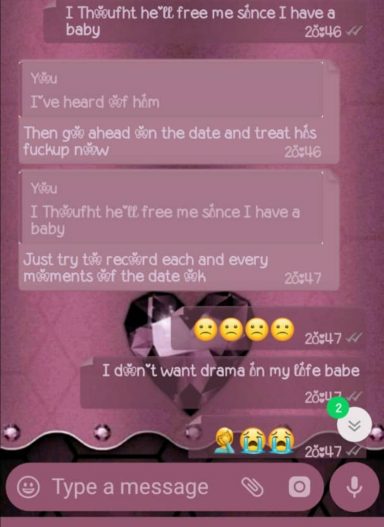 I Thoufht he'll free me since I have a
baby
20:46
You
I've heard of him
Then go ahead on the date and treat his
fuckup now
20:46
You
I Thoufht he'll free me since I have a
baby
Just try to record each and every
moments of the date ok
20:47
😕😕😕😕
20:47
I don't want drama in my life babe
20:47
2
🤦😭😭
20:47
Type a message